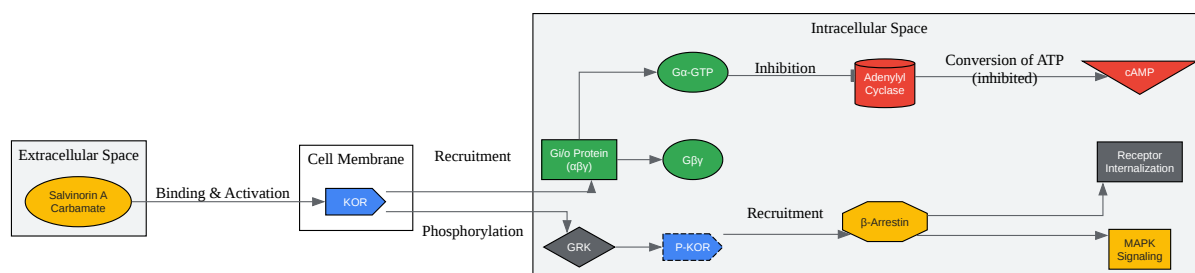 Intracellular Space
Gα-GTP
Inhibition
Adenylyl
Cyclase
Conversion of ATP
(inhibited)
cAMP
Extracellular Space
Salvinorin A
Carbamate
Binding & Activation
Cell Membrane
KOR
Recruitment
Phosphorylation
Gi/o Protein
(αβγ)
Gβγ
GRK
P-KOR
Recruitment
β-Arrestin
Receptor
Internalization
MAPK
Signaling